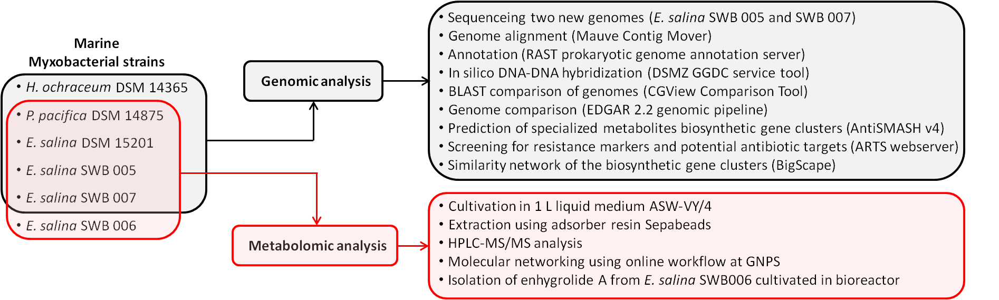 Marine
Myxobacterial strains
• H. ochraceum DSM 14365
• P. pacifica DSM 14875
• E. salina DSM 15201
• E. salina SWB 005
• E. salina SWB 007
• E. salina SWB 006
Genomic analysis
• Sequenceing two new genomes (E. salina SWB 005 and SWB 007)
• Genome alignment (Mauve Contig Mover)
• Annotation (RAST prokaryotic genome annotation server)
• In silico DNA-DNA hybridization (DSMZ GGDC service tool)
• BLAST comparison of genomes (CGView Comparison Tool)
• Genome comparison (EDGAR 2.2 genomic pipeline)
• Prediction of specialized metabolites biosynthetic gene clusters (AntiSMASH v4)
• Screening for resistance markers and potential antibiotic targets (ARTS webserver)
• Similarity network of the biosynthetic gene clusters (BigScape)
Metabolomic analysis
• Cultivation in 1 L liquid medium ASW-VY/4
• Extraction using adsorber resin Sepabeads
• HPLC-MS/MS analysis
• Molecular networking using online workflow at GNPS
• Isolation of enhygrolide A from E. salina SWB006 cultivated in bioreactor